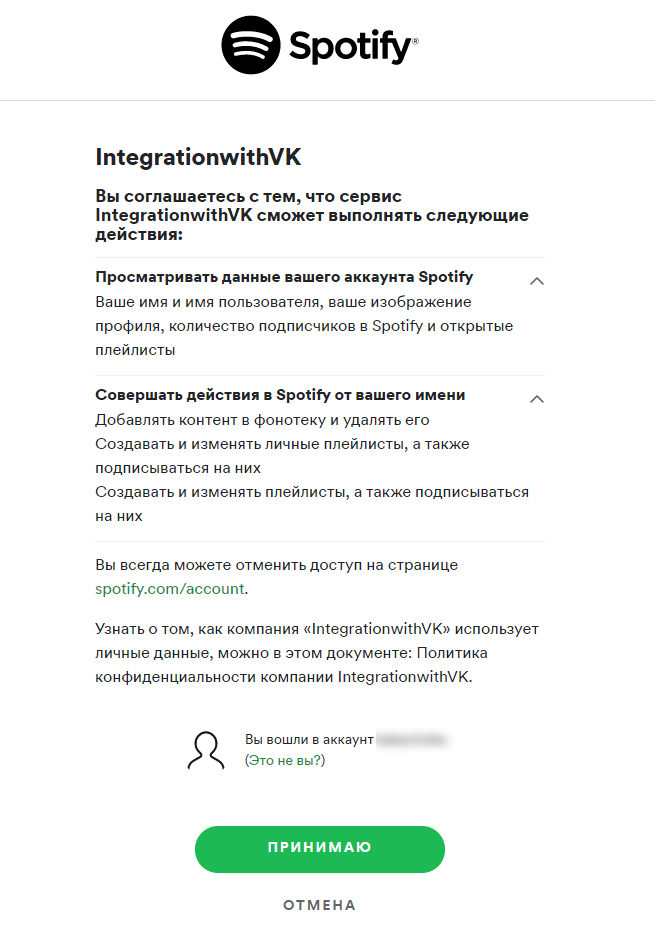 Spotify®
IntegrationwithVK
Вы соглашаетесь с тем, что сервис
IntegrationwithVK сможет выполнять следующие
действия:
Просматривать данные вашего аккаунта Spotify
Ваше имя и имя пользователя, ваше изображение
профиля, количество подписчиков в Spotify и открытые
плейлисты
Совершать действия в Spotify от вашего имени
Добавлять контент в фонотеку и удалять его
Создавать и изменять личные плейлисты, а также
подписываться на них
Создавать и изменять плейлисты, а также подписываться
на них
Вы всегда можете отменить доступ на странице
spotify.com/account.
Узнать о том, как компания «IntegrationwithVK» использует
личные данные, можно в этом документе: Политика
конфиденциальности компании IntegrationwithVK.
Вы вошли в аккаунт
(Это не вы?)
ПРИНИМАЮ
ОТМЕНА